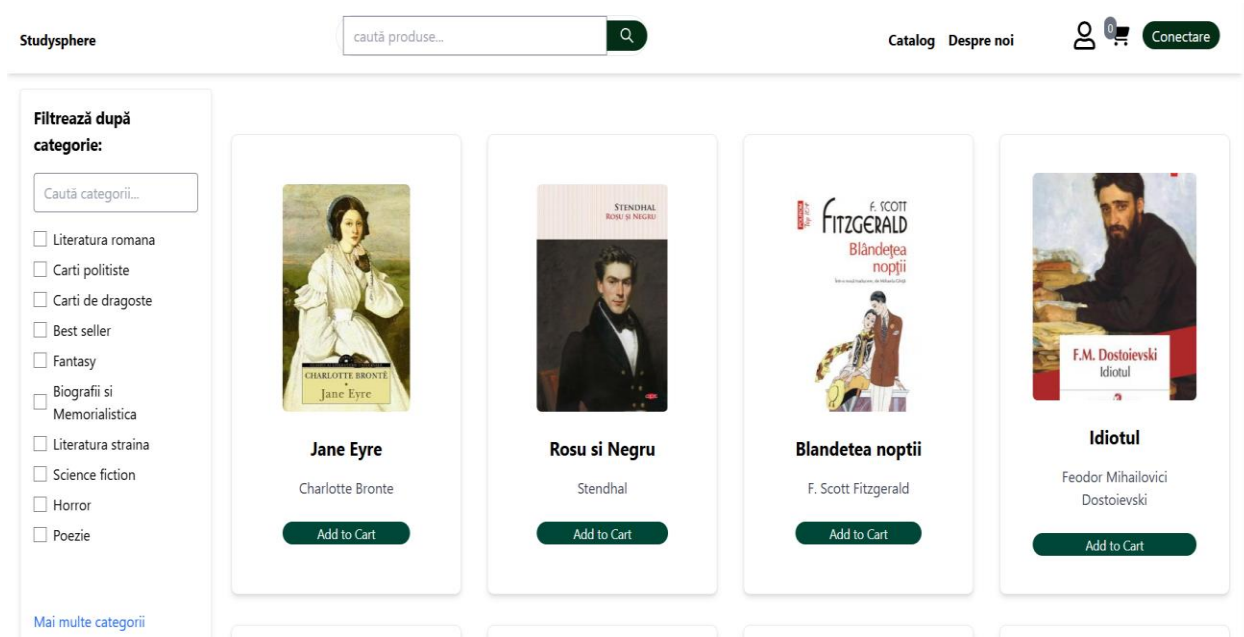 Studysphere
caută produse...
Catalog
Despre noi
0
Conectare
Filtrează după
categorie:
Caută categorii...
Literatura romana
Carti politiste
Carti de dragoste
Best seller
Fantasy
Biografii si
Memorialistica
Literatura straina
Science fiction
Horror
Poezie
Mai multe categorii
CHARLOTTE BRONTË
Jane Eyre
Jane Eyre
Charlotte Bronte
Add to Cart
STENDHAL
ROȘU ȘI NEGRU
Rosu si Negru
Stendhal
Add to Cart
F. SCOTT
FITZGERALD
Blândețea
nopții
Blandetea noptii
F. Scott Fitzgerald
Add to Cart
F.M. Dostoievski
Idiotul
Idiotul
Feodor Mihailovici
Dostoievski
Add to Cart